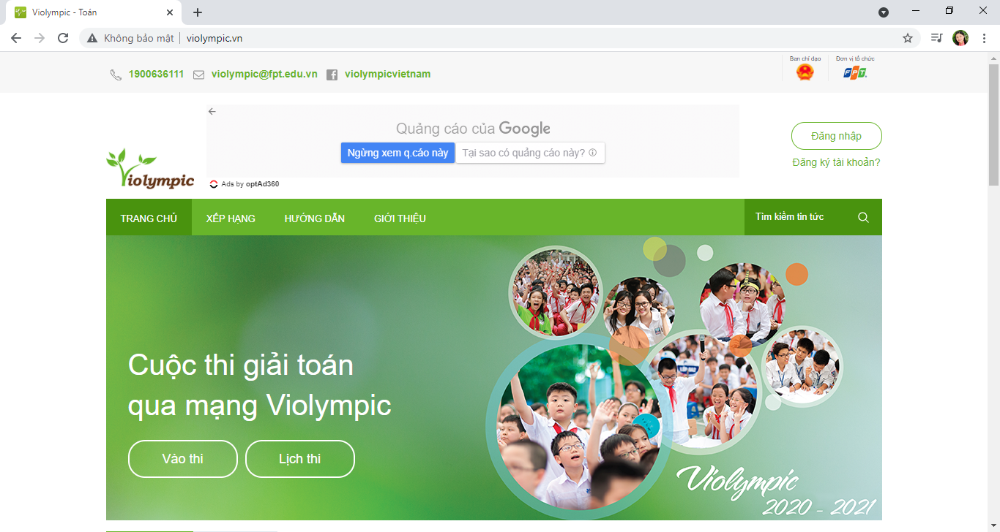 Violympic - Toán
Không bảo mật | violympic.vn
1900636111 violympic@fpt.edu.vn violympicvietnam
Ban chỉ đạo
Đơn vị tổ chức
FPT
Quảng cáo của Google
Ngừng xem q.cáo này Tại sao có quảng cáo này?
Ads by optAd360
Violympic
Đăng nhập
Đăng ký tài khoản?
TRANG CHỦ XẾP HẠNG HƯỚNG DẪN GIỚI THIỆU Tìm kiếm tin tức
Cuộc thi giải toán
qua mạng Violympic
Vào thi Lịch thi
Violympic
2020 - 2021